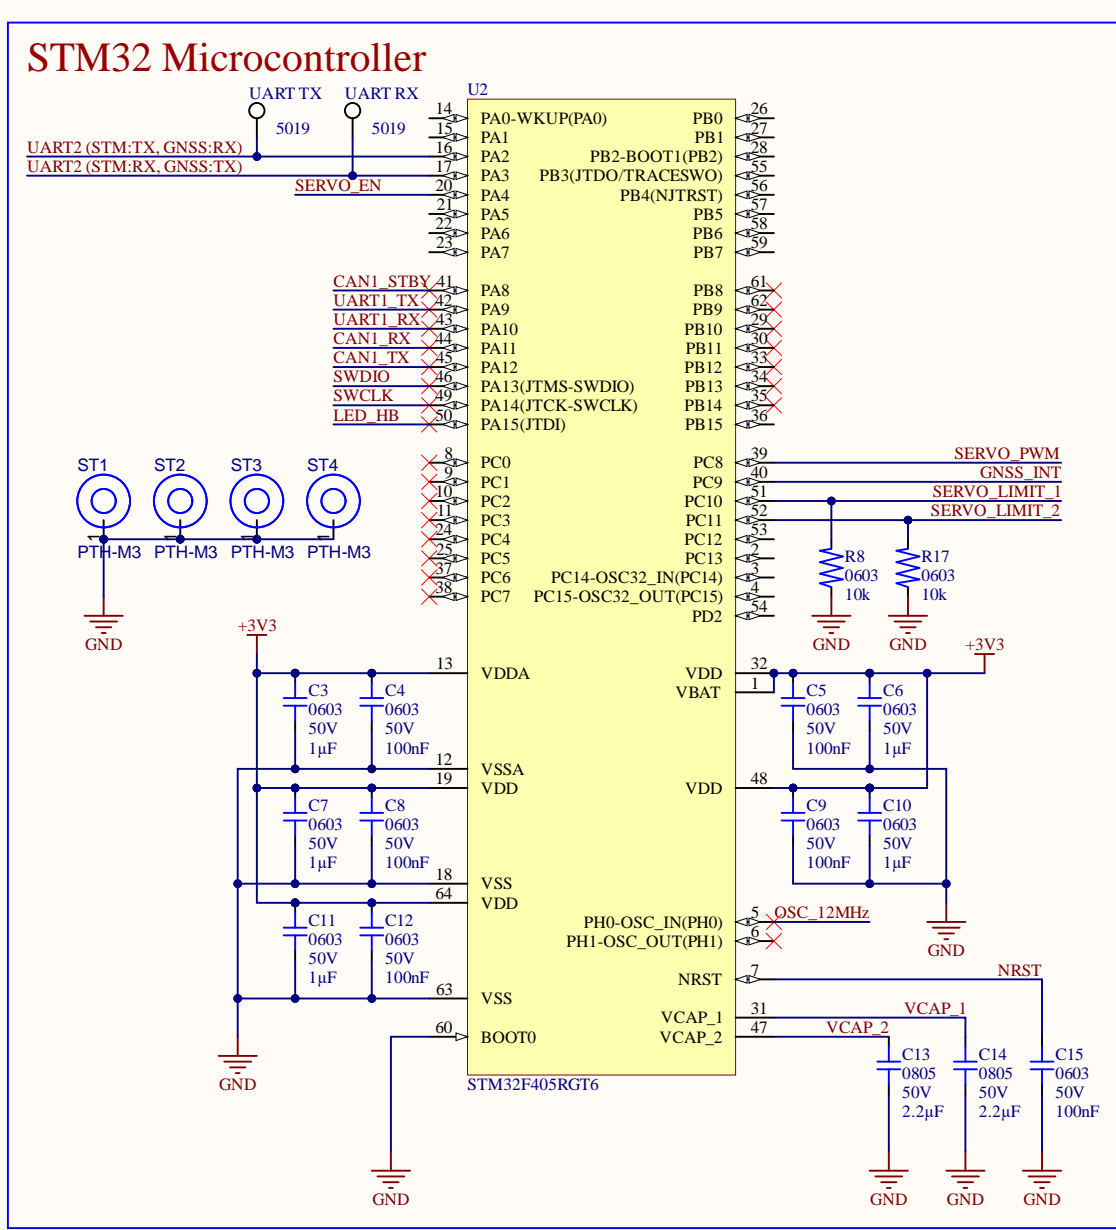 STM32 Microcontroller
U2
UART TX
UART RX
5019
5019
UART2 (STM:TX, GNSS:RX)
UART2 (STM:RX, GNSS:TX)
SERVO_EN
14 PA0-WKUP(PA0)
15 PA1
16 PA2
17 PA3
20 PA4
21 PA5
22 PA6
23 PA7
CAN1_STBY 41 PA8
UART1_TX 42 PA9
UART1_RX 43 PA10
CAN1_RX 44 PA11
CAN1_TX 45 PA12
SWDIO 46 PA13(JTMS-SWDIO)
SWCLK 49 PA14(JTCK-SWCLK)
LED_HB 50 PA15(JTDI)
8 PC0
9 PC1
10 PC2
11 PC3
24 PC4
25 PC5
37 PC6
38 PC7
PB0 26
PB1 27
PB2-BOOT1(PB2) 28
PB3(JTDO/TRACESWO) 55
PB4(NJTRST) 56
PB5 57
PB6 58
PB7 59
PB8 61
PB9 62
PB10 29
PB11 30
PB12 33
PB13 34
PB14 35
PB15 36
PC8 39 SERVO_PWM
PC9 40 GNSS_INT
PC10 51 SERVO_LIMIT_1
PC11 52 SERVO_LIMIT_2
PC12 53
PC13 2
PC14-OSC32_IN(PC14) 3
PC15-OSC32_OUT(PC15) 4
PD2 54
R8
0603
10k
GND
R17
0603
10k
GND
ST1 ST2 ST3 ST4
1 1 1
PTH-M3 PTH-M3 PTH-M3 PTH-M3
GND
+3V3
13 VDDA
C3
0603
50V
1µF
C4
0603
50V
100nF
12 VSSA
19 VDD
C7
0603
50V
1µF
C8
0603
50V
100nF
18 VSS
64 VDD
C11
0603
50V
1µF
C12
0603
50V
100nF
63 VSS
60 BOOT0
GND
GND
+3V3
VDD 32
VBAT 1
C5
0603
50V
100nF
C6
0603
50V
1µF
VDD 48
C9
0603
50V
100nF
C10
0603
50V
1µF
GND
PH0-OSC_IN(PH0) 5 OSC_12MHz
PH1-OSC_OUT(PH1) 6
NRST 7 NRST
VCAP_1 31 VCAP_1
VCAP_2 47 VCAP_2
C13
0805
50V
2.2µF
GND
C14
0805
50V
2.2µF
GND
C15
0603
50V
100nF
GND
STM32F405RGT6